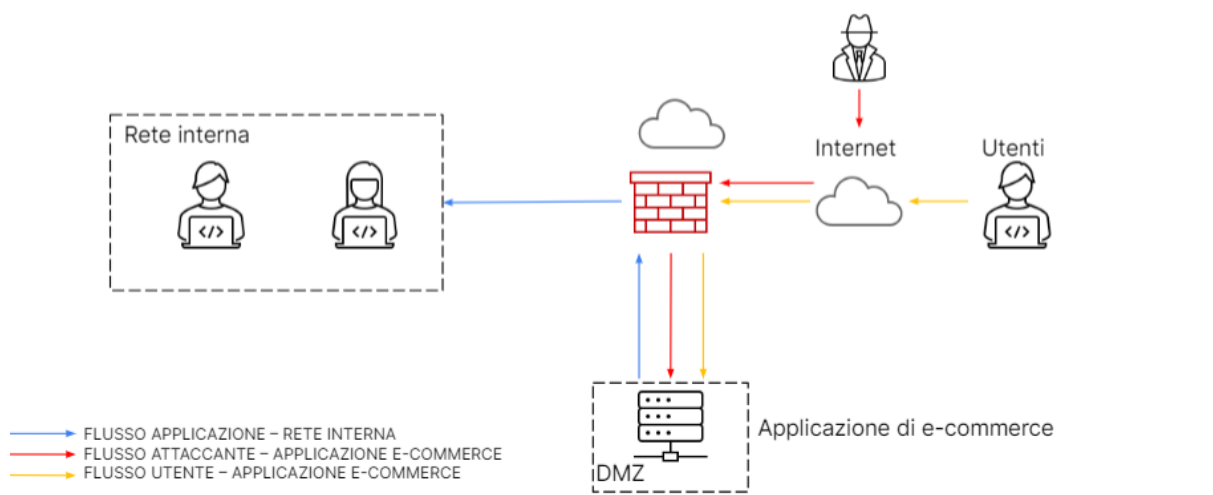 Rete interna
Internet
Utenti
</>
</>
</>
Applicazione di e-commerce
DMZ
FLUSSO APPLICAZIONE – RETE INTERNA
FLUSSO ATTACCANTE – APPLICAZIONE E-COMMERCE
FLUSSO UTENTE – APPLICAZIONE E-COMMERCE